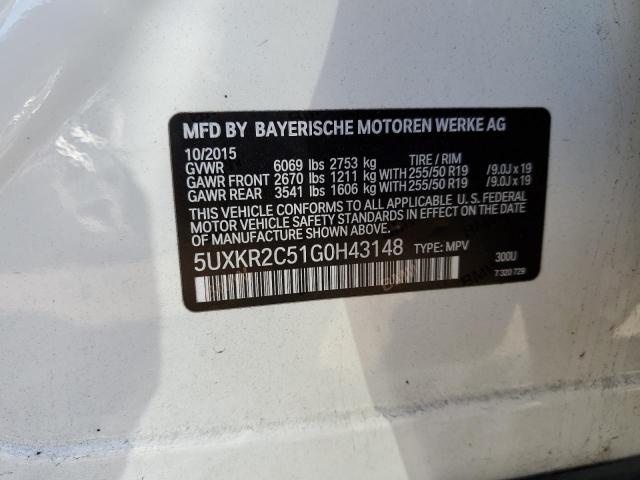 MFD BY BAYERISCHE MOTOREN WERKE AG
10/2015
GVWR 6069 lbs 2753 kg TIRE / RIM
GAWR FRONT 2670 lbs 1211 kg WITH 255/50 R19 / 9.0J x 19
GAWR REAR 3541 lbs 1606 kg WITH 255/50 R19 / 9.0J x 19
THIS VEHICLE CONFORMS TO ALL APPLICABLE U. S. FEDERAL
MOTOR VEHICLE SAFETY STANDARDS IN EFFECT ON THE DATE OF
MANUFACTURE SHOWN ABOVE.
5UXKR2C51G0H43148 TYPE: MPV 300U
7 320 729